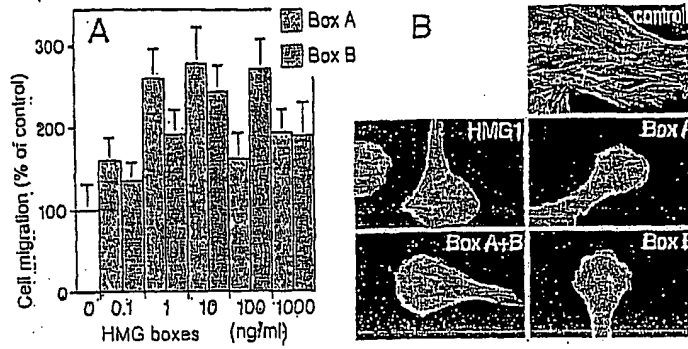 A
Box A
Box B
Cell migration (% of control)
300
200
100
0
0 0.1 1 10 100 1000
HMG boxes (ng/ml)
B
control
HMG1
Box A
Box A+B
Box B